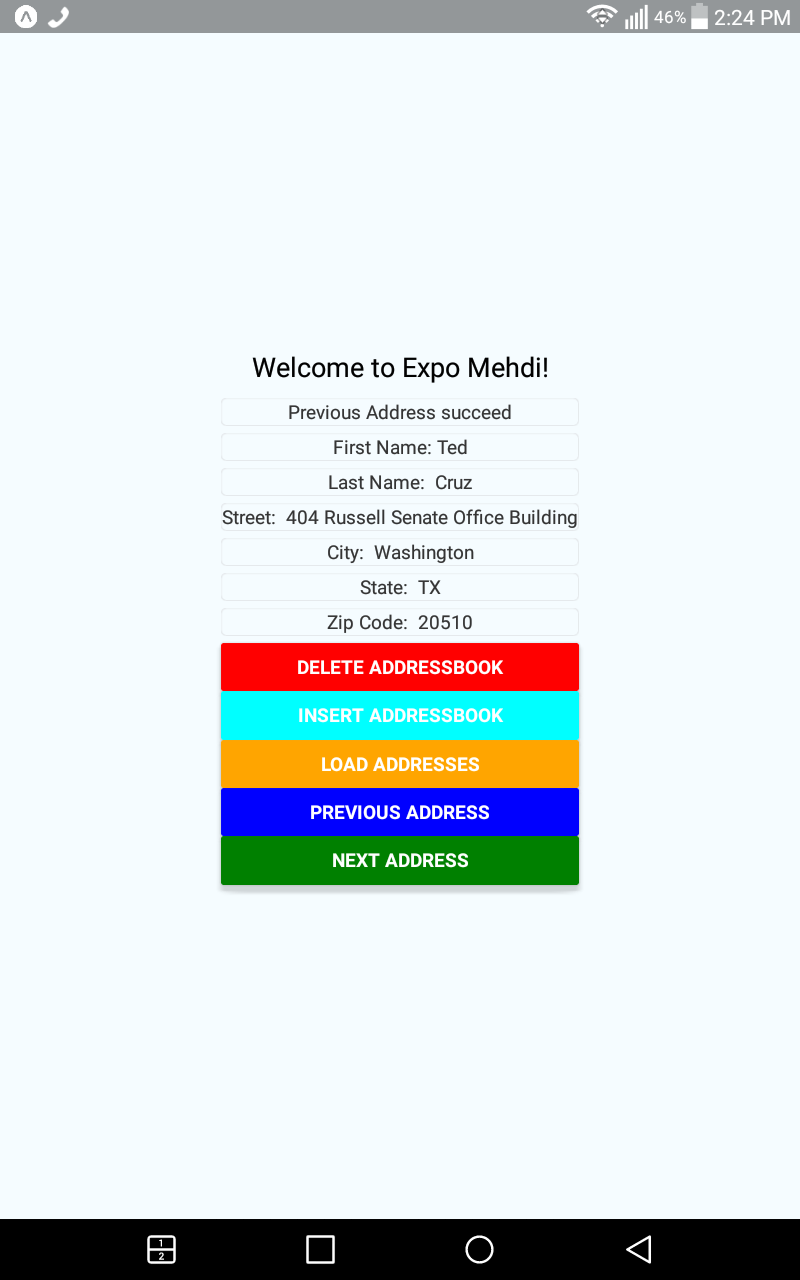 46% 2:24 PM
Welcome to Expo Mehdi!
Previous Address succeed
First Name: Ted
Last Name:  Cruz
Street:  404 Russell Senate Office Building
City:  Washington
State:  TX
Zip Code:  20510
DELETE ADDRESSBOOK
INSERT ADDRESSBOOK
LOAD ADDRESSES
PREVIOUS ADDRESS
NEXT ADDRESS
1
2